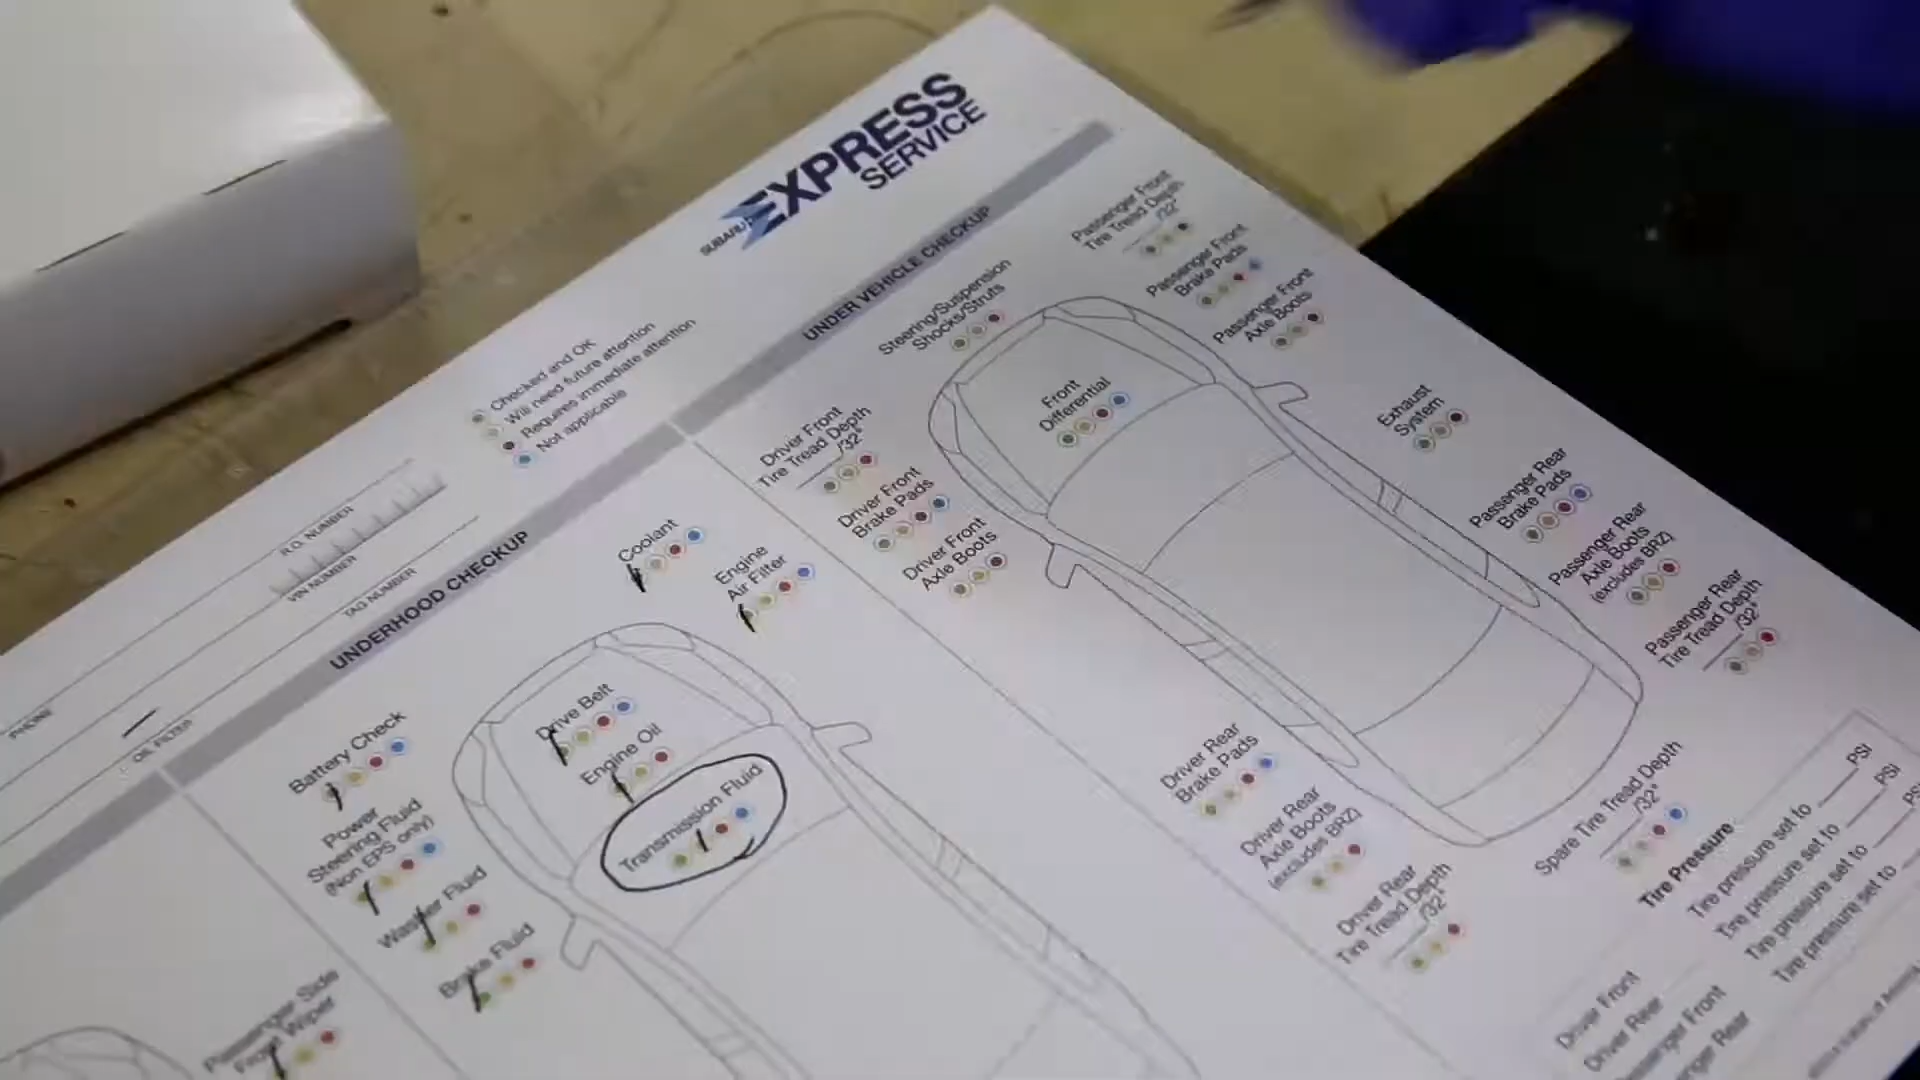 SUBARU
EXPRESS
SERVICE
Checked and OK
Will need future attention
Requires immediate attention
Not applicable
R.O. NUMBER
VIN NUMBER
TAG NUMBER
PHONE
OIL FILTER
Passenger Side
Front Wiper
UNDERHOOD CHECKUP
Coolant
Engine
Air Filter
Battery Check
Drive Belt
Engine Oil
Transmission Fluid
Power
Steering Fluid
(Non EPS only)
Washer Fluid
Brake Fluid
UNDER VEHICLE CHECKUP
Passenger Front
Tire Tread Depth
/32"
Passenger Front
Brake Pads
Passenger Front
Axle Boots
Steering/Suspension
Shocks/Struts
Front
Differential
Exhaust
System
Driver Front
Tire Tread Depth
/32"
Driver Front
Brake Pads
Driver Front
Axle Boots
Passenger Rear
Brake Pads
Passenger Rear
Axle Boots
(excludes BRZ)
Passenger Rear
Tire Tread Depth
/32"
Driver Rear
Brake Pads
Driver Rear
Axle Boots
(excludes BRZ)
Driver Rear
Tire Tread Depth
/32"
Spare Tire Tread Depth
/32"
Tire Pressure
Tire pressure set to PSI
Tire pressure set to PSI
Tire pressure set to PSI
Tire pressure set to
Driver Front
Driver Rear
Passenger Front
Rear